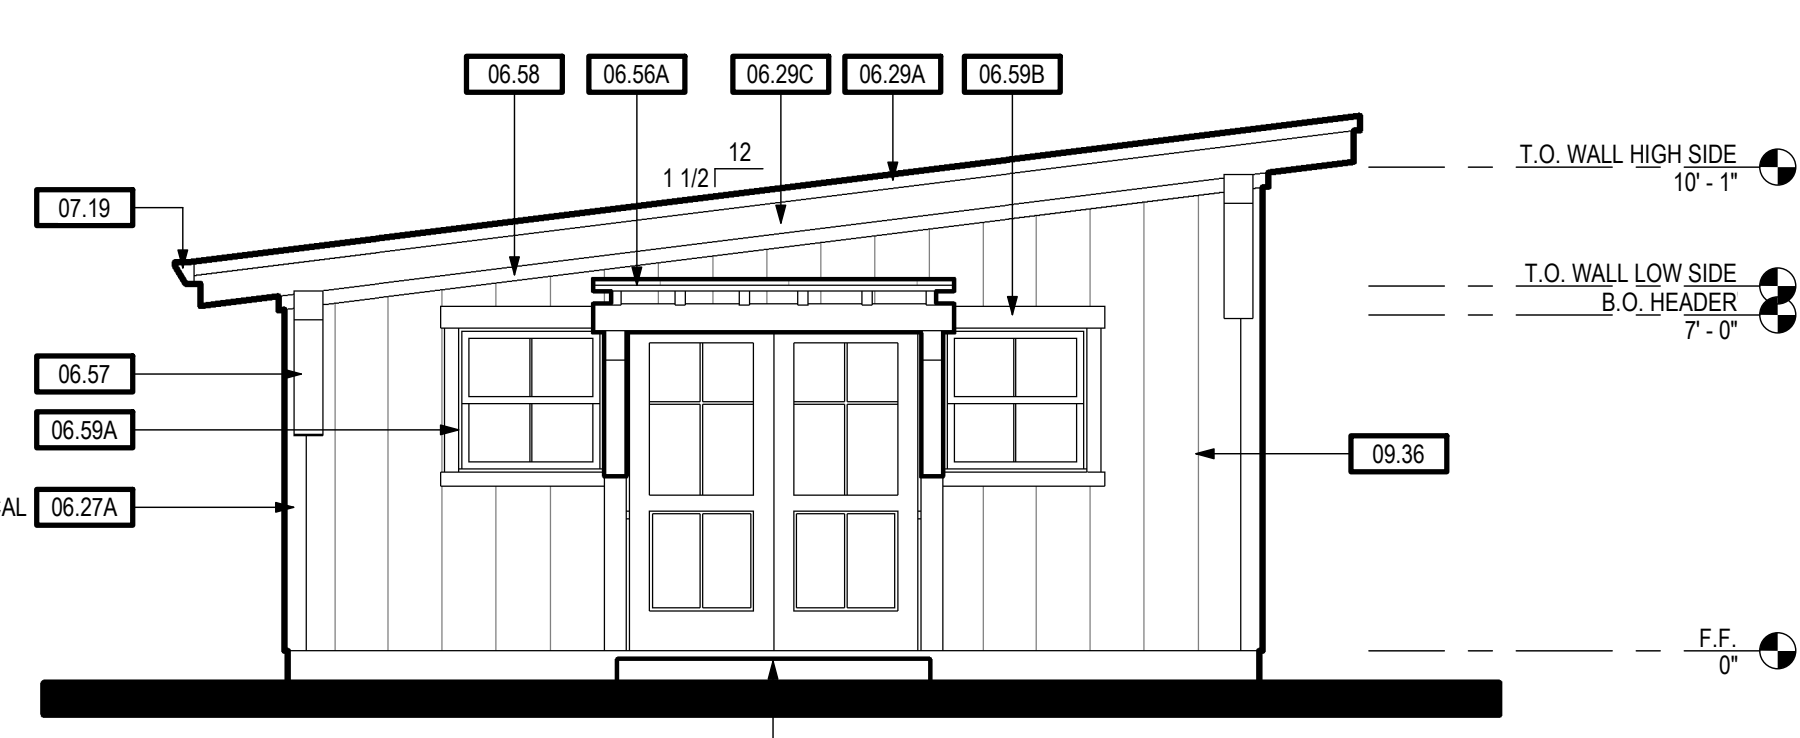 06.58
06.56A
06.29C
06.29A
06.59B
12
1 1/2
T.O. WALL HIGH SIDE
10' - 1"
07.19
T.O. WALL LOW SIDE
B.O. HEADER
7' - 0"
06.57
06.59A
09.36
06.27A
F.F.
0"